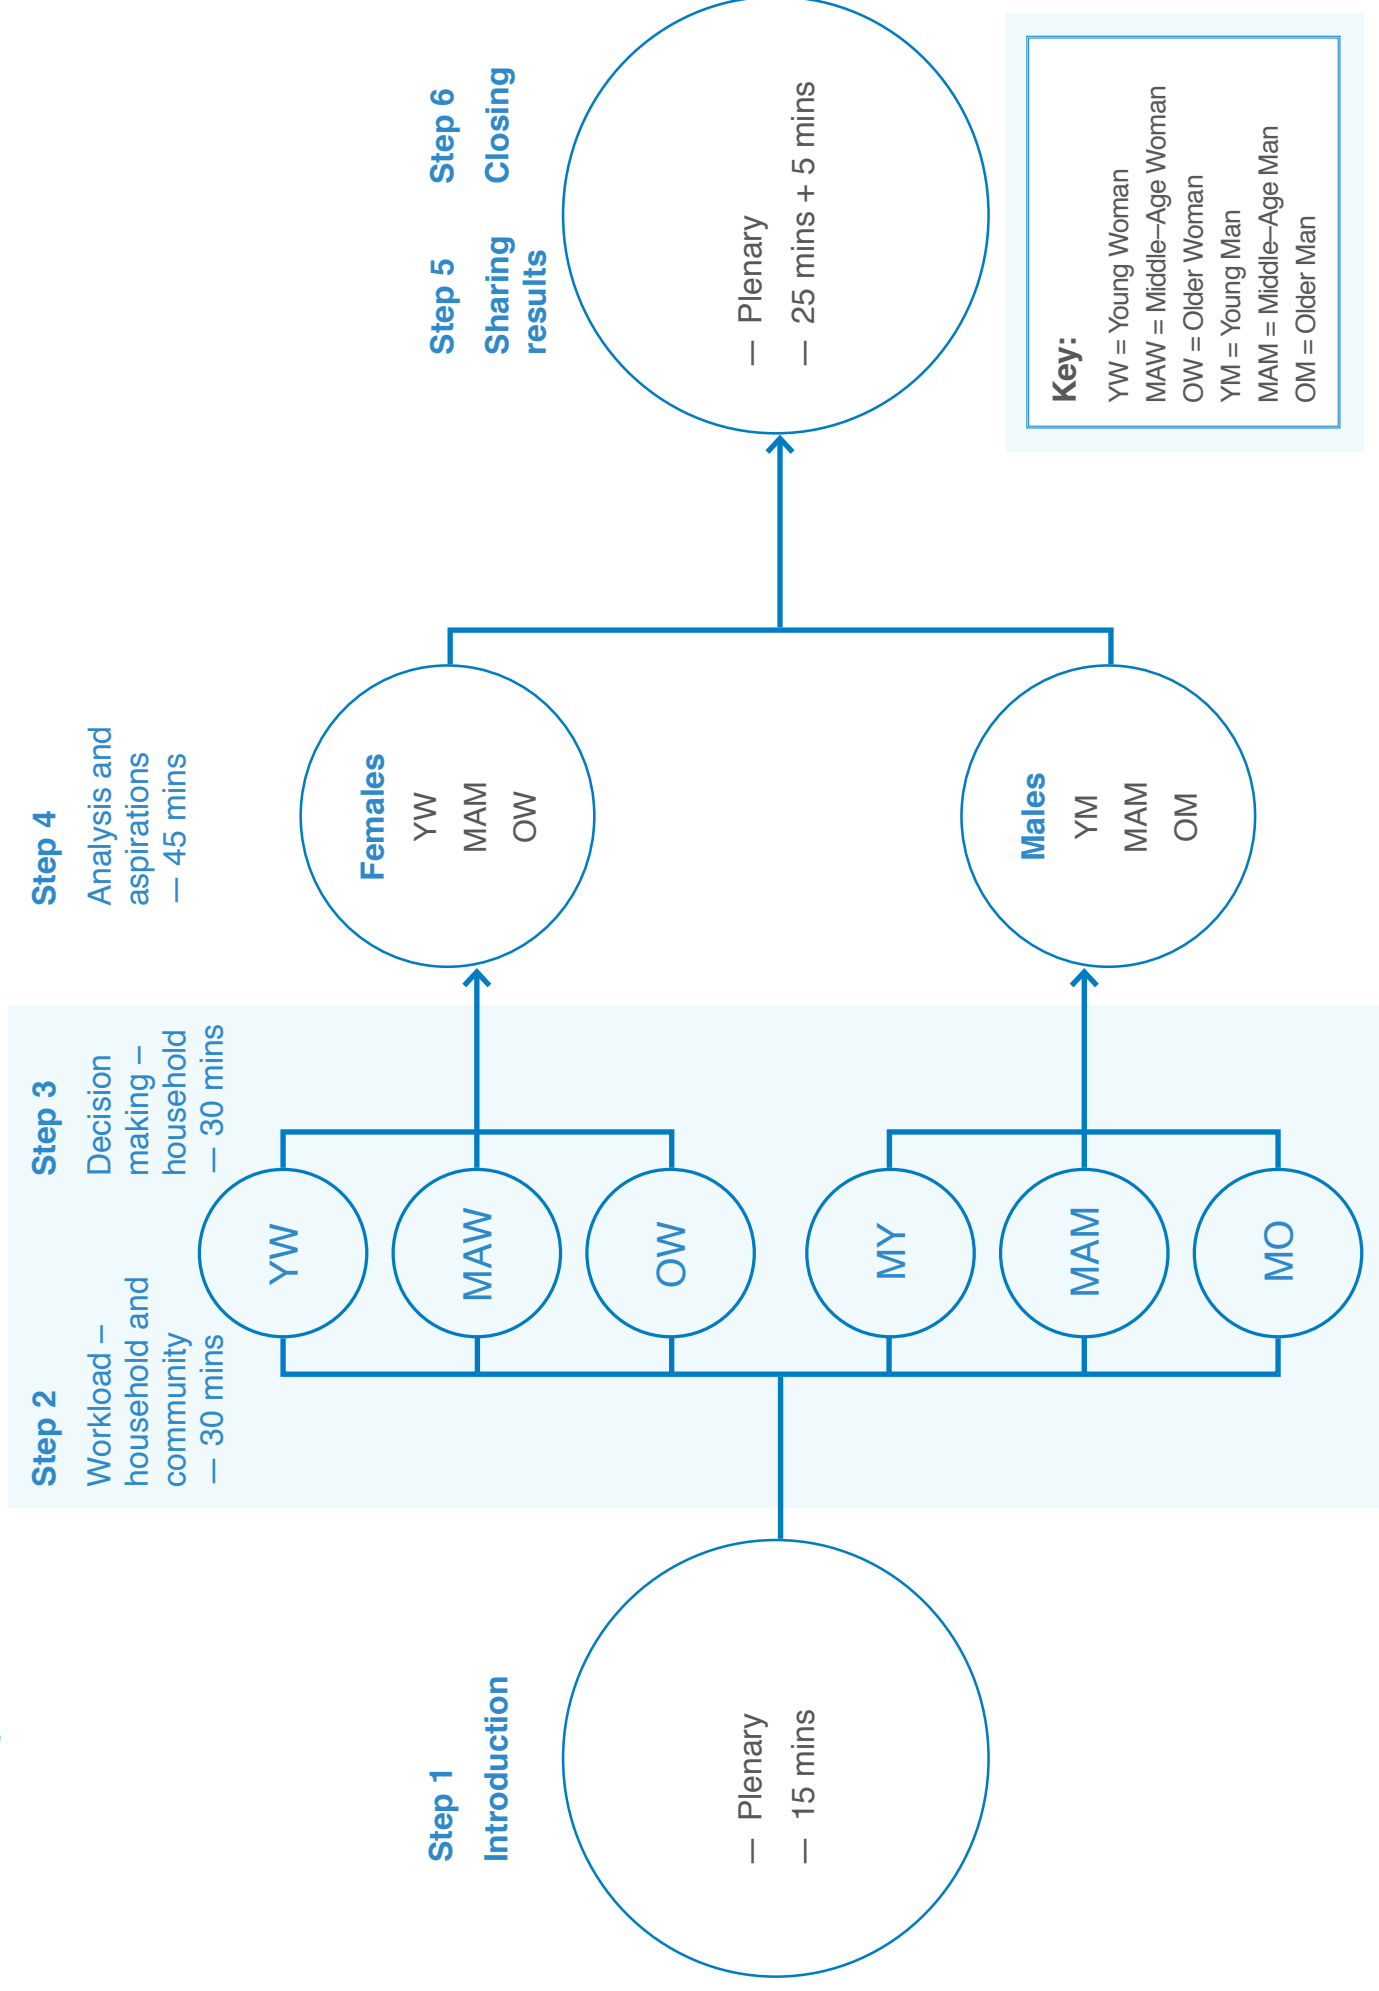 Step 1
Introduction
— Plenary
— 15 mins
Step 2
Workload –
household and
community
— 30 mins
Step 3
Decision
making –
household
— 30 mins
YW
MAW
OW
MY
MAM
MO
Step 4
Analysis and
aspirations
— 45 mins
Females
YW
MAM
OW
Males
YM
MAM
OM
Step 5
Sharing
results
Step 6
Closing
— Plenary
— 25 mins + 5 mins
Key:
YW = Young Woman
MAW = Middle–Age Woman
OW = Older Woman
YM = Young Man
MAM = Middle–Age Man
OM = Older Man